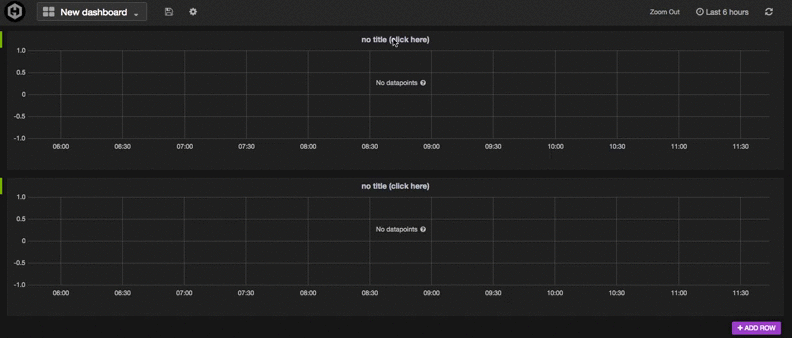 New dashboard
Zoom Out
Last 6 hours
no title (click here)
1.0
0.5
0
-0.5
-1.0
No datapoints
06:00 06:30 07:00 07:30 08:00 08:30 09:00 09:30 10:00 10:30 11:00 11:30
no title (click here)
1.0
0.5
0
-0.5
-1.0
No datapoints
06:00 06:30 07:00 07:30 08:00 08:30 09:00 09:30 10:00 10:30 11:00 11:30
+ ADD ROW